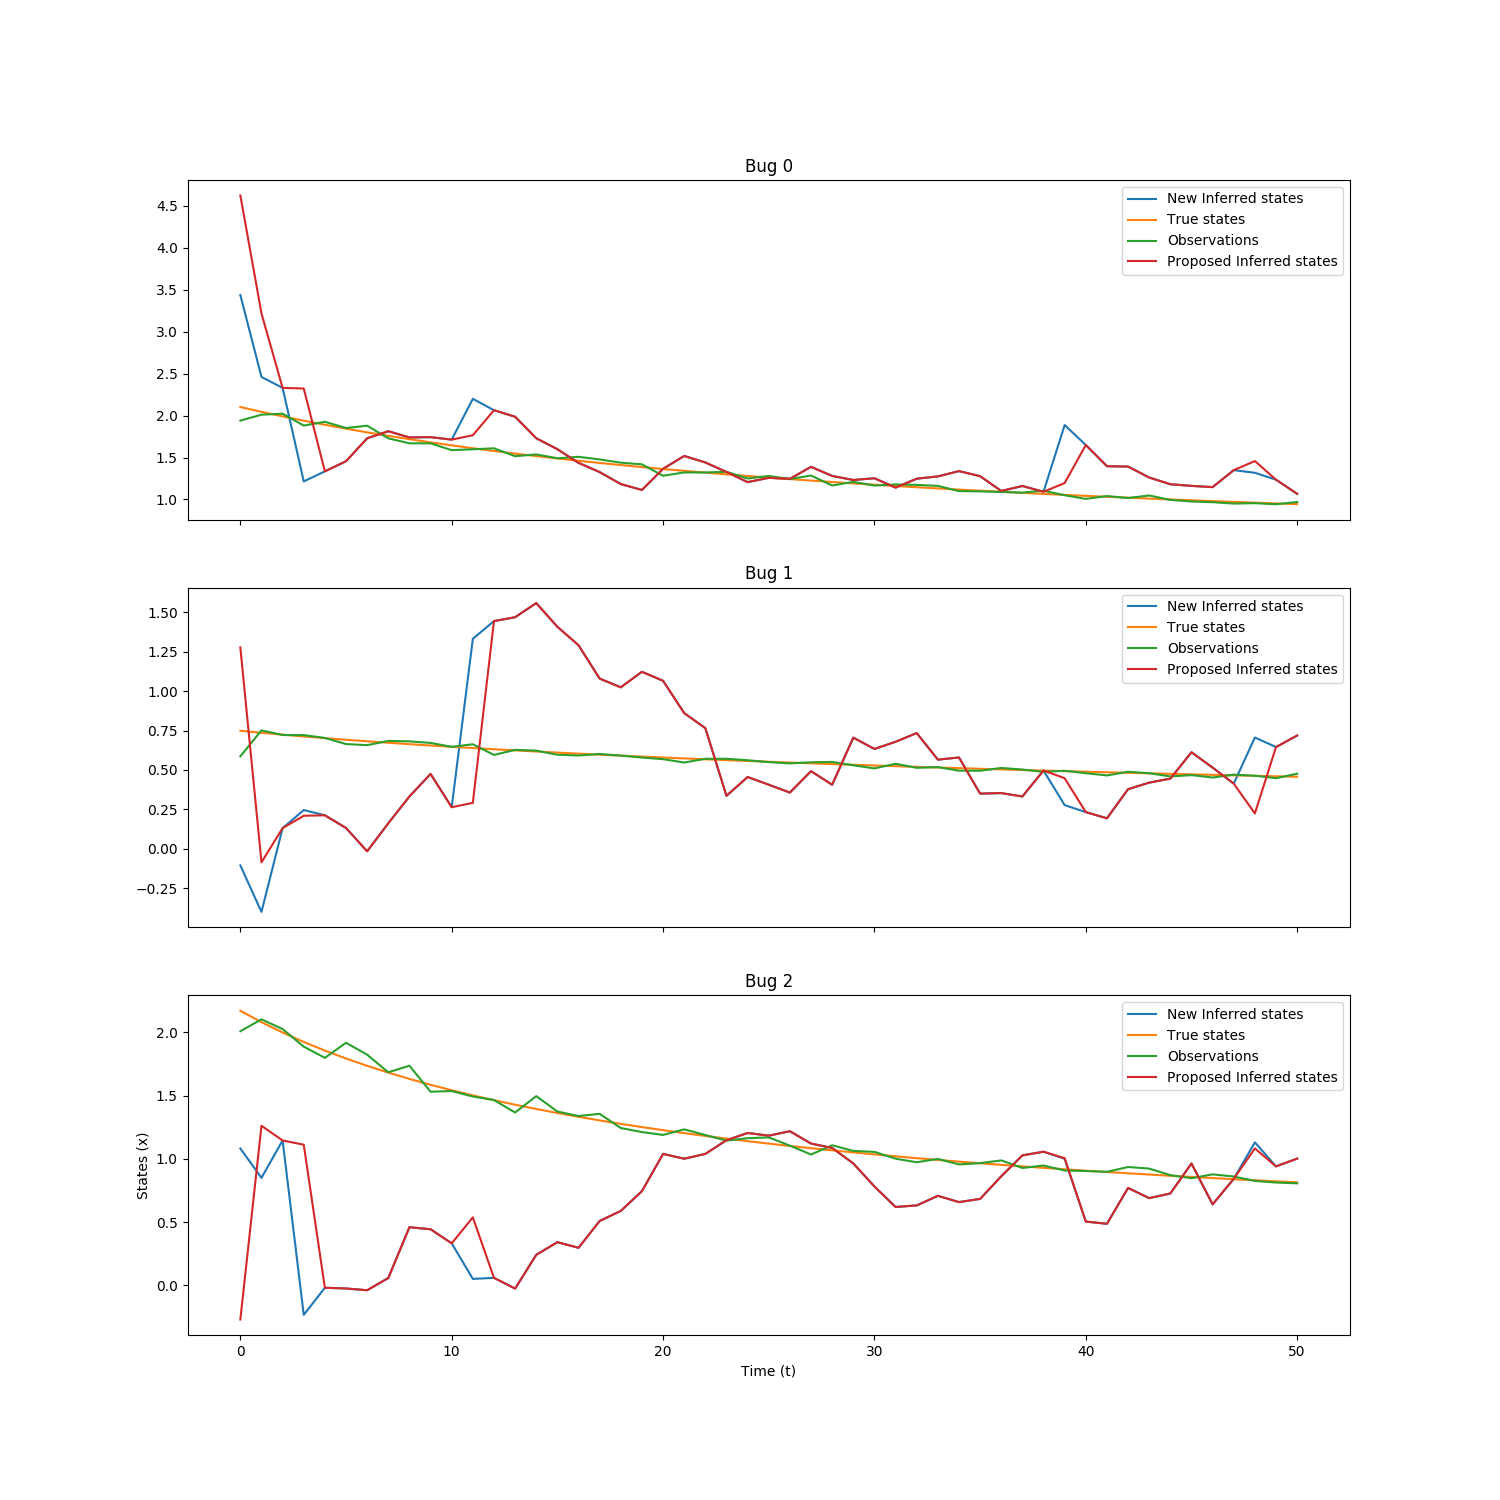 Bug 0
4.5
4.0
3.5
3.0
2.5
2.0
1.5
1.0
New Inferred states
True states
Observations
Proposed Inferred states
Bug 1
1.50
1.25
1.00
0.75
0.50
0.25
0.00
−0.25
New Inferred states
True states
Observations
Proposed Inferred states
Bug 2
2.0
1.5
1.0
0.5
0.0
States (x)
New Inferred states
True states
Observations
Proposed Inferred states
0 10 20 30 40 50
Time (t)